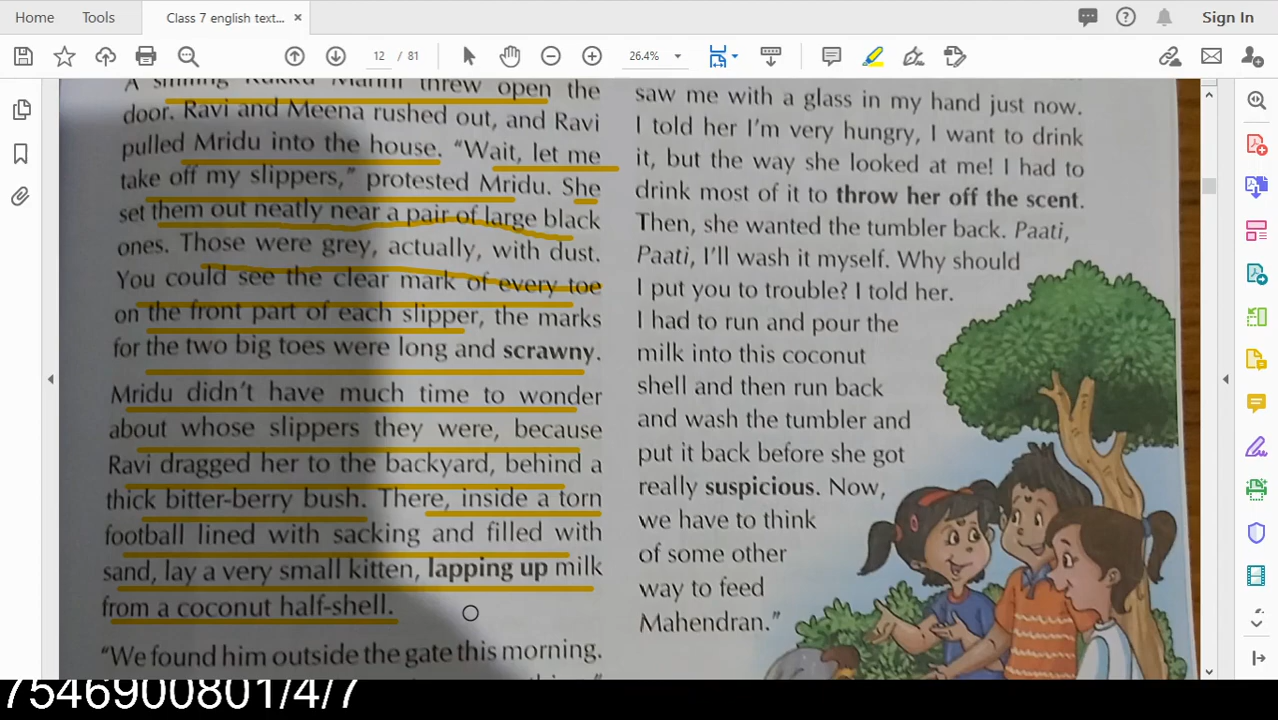 Home
Tools
Class 7 english text...
Sign In
12 / 81
26.4%
threw open the
door. Ravi and Meena rushed out, and Ravi
pulled Mridu into the house. “Wait, let me
take off my slippers,” protested Mridu. She
set them out neatly near a pair of large black
ones. Those were grey, actually, with dust.
You could see the clear mark of every toe
on the front part of each slipper, the marks
for the two big toes were long and scrawny.
Mridu didn’t have much time to wonder
about whose slippers they were, because
Ravi dragged her to the backyard, behind a
thick bitter-berry bush. There, inside a torn
football lined with sacking and filled with
sand, lay a very small kitten, lapping up milk
from a coconut half-shell.
“We found him outside the gate this morning.
saw me with a glass in my hand just now.
I told her I’m very hungry, I want to drink
it, but the way she looked at me! I had to
drink most of it to throw her off the scent.
Then, she wanted the tumbler back. Paati,
Paati, I’ll wash it myself. Why should
I put you to trouble? I told her.
I had to run and pour the
milk into this coconut
shell and then run back
and wash the tumbler and
put it back before she got
really suspicious. Now,
we have to think
of some other
way to feed
Mahendran.”
7546900801/4/7